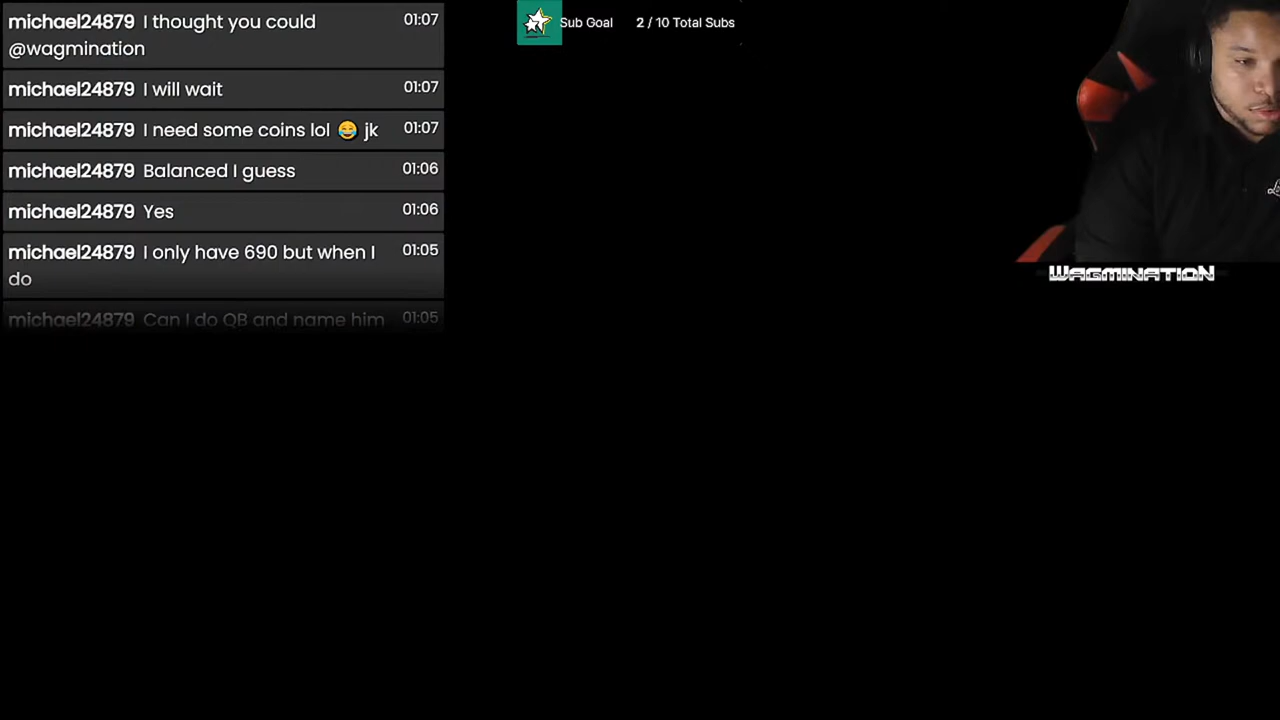 michael24879 I thought you could 01:07
@wagmination
michael24879 I will wait 01:07
michael24879 I need some coins lol 😂 jk 01:07
michael24879 Balanced I guess 01:06
michael24879 Yes 01:06
michael24879 I only have 690 but when I 01:05
do
michael24879 Can I do QB and name him 01:05
Sub Goal 2 / 10 Total Subs
WAGMINATION